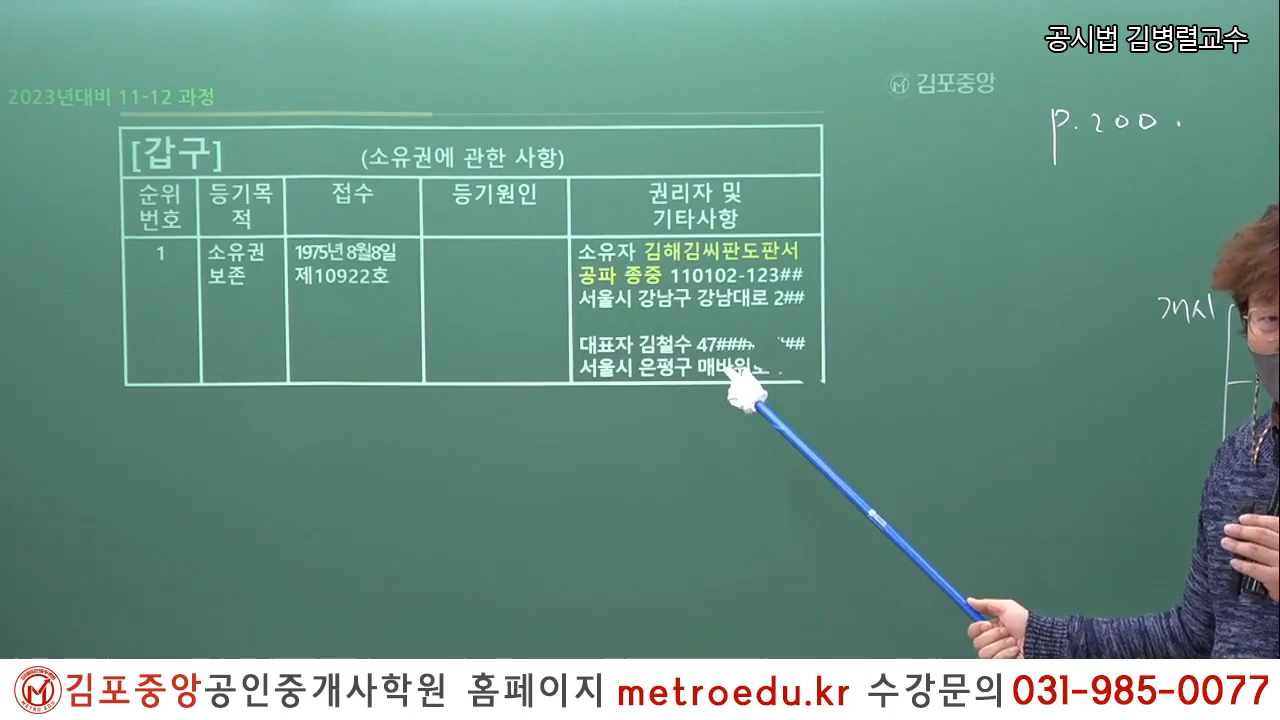 공시법 김병렬교수
2023년대비 11-12 과정
김포중앙
p.200.
[갑구] (소유권에 관한 사항)
순위번호 등기목적 접수 등기원인 권리자 및 기타사항
1 소유권 1975년 8월8일 소유자 김해김씨판도판서
보존 제10922호 공파 종중 110102-123##
서울시 강남구 강남대로 2##
대표자 김철수 47### ##
서울시 은평구
개시
김포중앙공인중개사학원 홈페이지 metroedu.kr 수강문의 031-985-0077